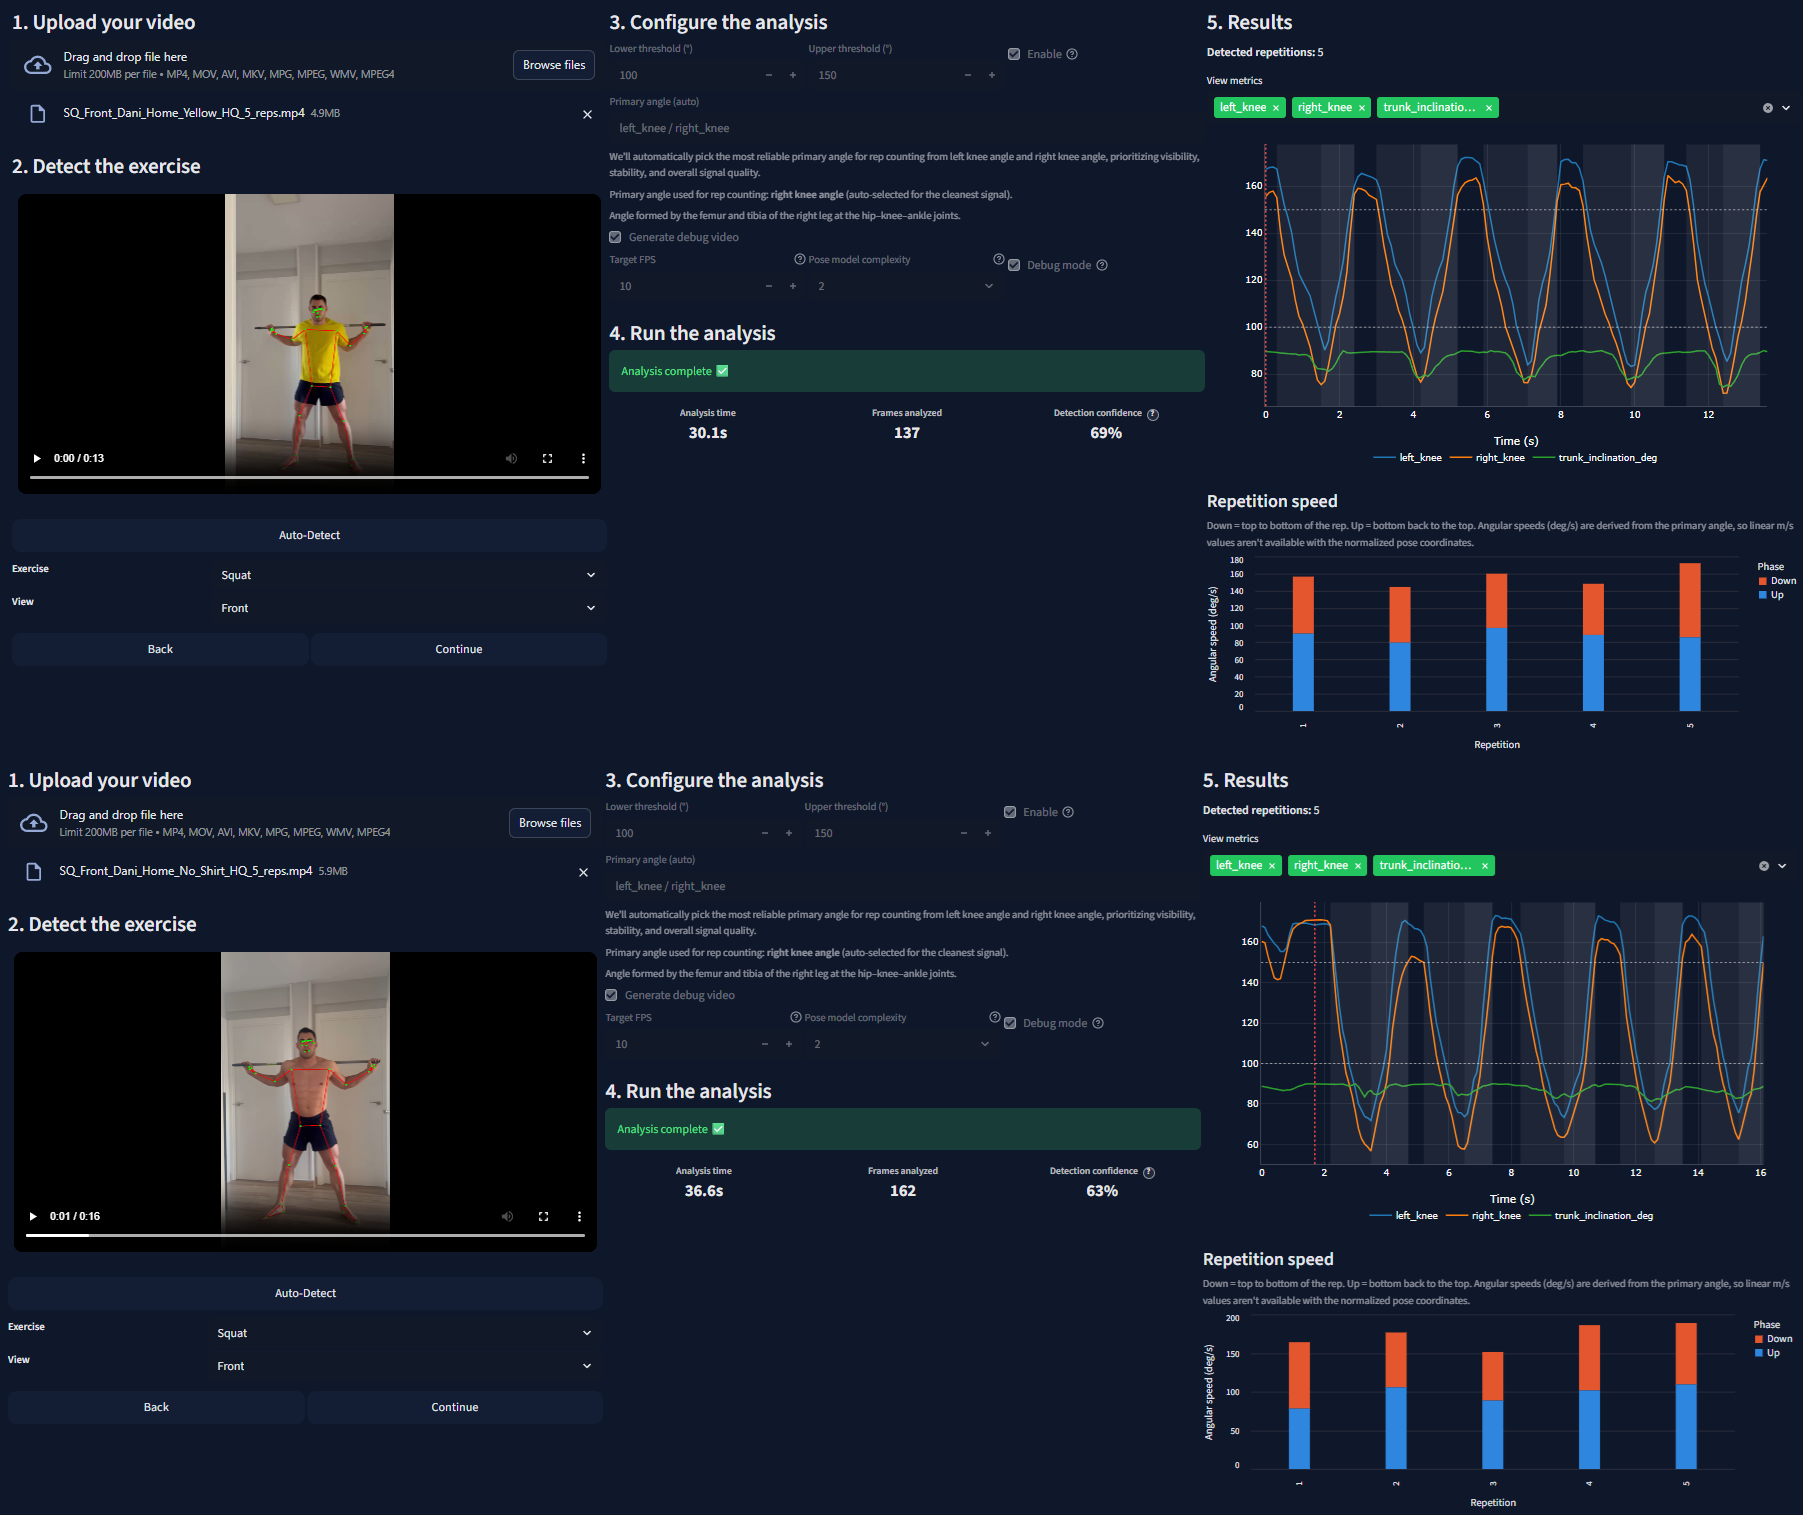 1. Upload your video
Drag and drop file here
Limit 200MB per file • MP4, MOV, AVI, MKV, MPG, MPEG, WMV, MPEG4
Browse files
SQ_Front_Dani_Home_Yellow_HQ_5_reps.mp4 4.9MB
2. Detect the exercise
0:00 / 0:13
Auto-Detect
Exercise
Squat
View
Front
Back
Continue
3. Configure the analysis
Lower threshold (°)
Upper threshold (°)
Enable
100
150
Primary angle (auto)
left_knee / right_knee
We'll automatically pick the most reliable primary angle for rep counting from left knee angle and right knee angle, prioritizing visibility,
stability, and overall signal quality.
Primary angle used for rep counting: right knee angle (auto-selected for the cleanest signal).
Angle formed by the femur and tibia of the right leg at the hip–knee–ankle joints.
Generate debug video
Target FPS
Pose model complexity
Debug mode
10
2
4. Run the analysis
Analysis complete
Analysis time
Frames analyzed
Detection confidence
30.1s
137
69%
5. Results
Detected repetitions: 5
View metrics
left_knee
right_knee
trunk_inclinatio...
160
140
120
100
80
0 2 4 6 8 10 12
Time (s)
left_knee right_knee trunk_inclination_deg
Repetition speed
Down = top to bottom of the rep. Up = bottom back to the top. Angular speeds (deg/s) are derived from the primary angle, so linear m/s
values aren't available with the normalized pose coordinates.
Angular speed (deg/s)
180
160
140
120
100
80
60
40
20
0
1 2 3 4 5
Repetition
Phase
Down
Up
1. Upload your video
Drag and drop file here
Limit 200MB per file • MP4, MOV, AVI, MKV, MPG, MPEG, WMV, MPEG4
Browse files
SQ_Front_Dani_Home_No_Shirt_HQ_5_reps.mp4 5.9MB
2. Detect the exercise
0:01 / 0:16
Auto-Detect
Exercise
Squat
View
Front
Back
Continue
3. Configure the analysis
Lower threshold (°)
Upper threshold (°)
Enable
100
150
Primary angle (auto)
left_knee / right_knee
We'll automatically pick the most reliable primary angle for rep counting from left knee angle and right knee angle, prioritizing visibility,
stability, and overall signal quality.
Primary angle used for rep counting: right knee angle (auto-selected for the cleanest signal).
Angle formed by the femur and tibia of the right leg at the hip–knee–ankle joints.
Generate debug video
Target FPS
Pose model complexity
Debug mode
10
2
4. Run the analysis
Analysis complete
Analysis time
Frames analyzed
Detection confidence
36.6s
162
63%
5. Results
Detected repetitions: 5
View metrics
left_knee
right_knee
trunk_inclinatio...
160
140
120
100
80
60
0 2 4 6 8 10 12 14 16
Time (s)
left_knee right_knee trunk_inclination_deg
Repetition speed
Down = top to bottom of the rep. Up = bottom back to the top. Angular speeds (deg/s) are derived from the primary angle, so linear m/s
values aren't available with the normalized pose coordinates.
Angular speed (deg/s)
200
150
100
50
0
1 2 3 4 5
Repetition
Phase
Down
Up